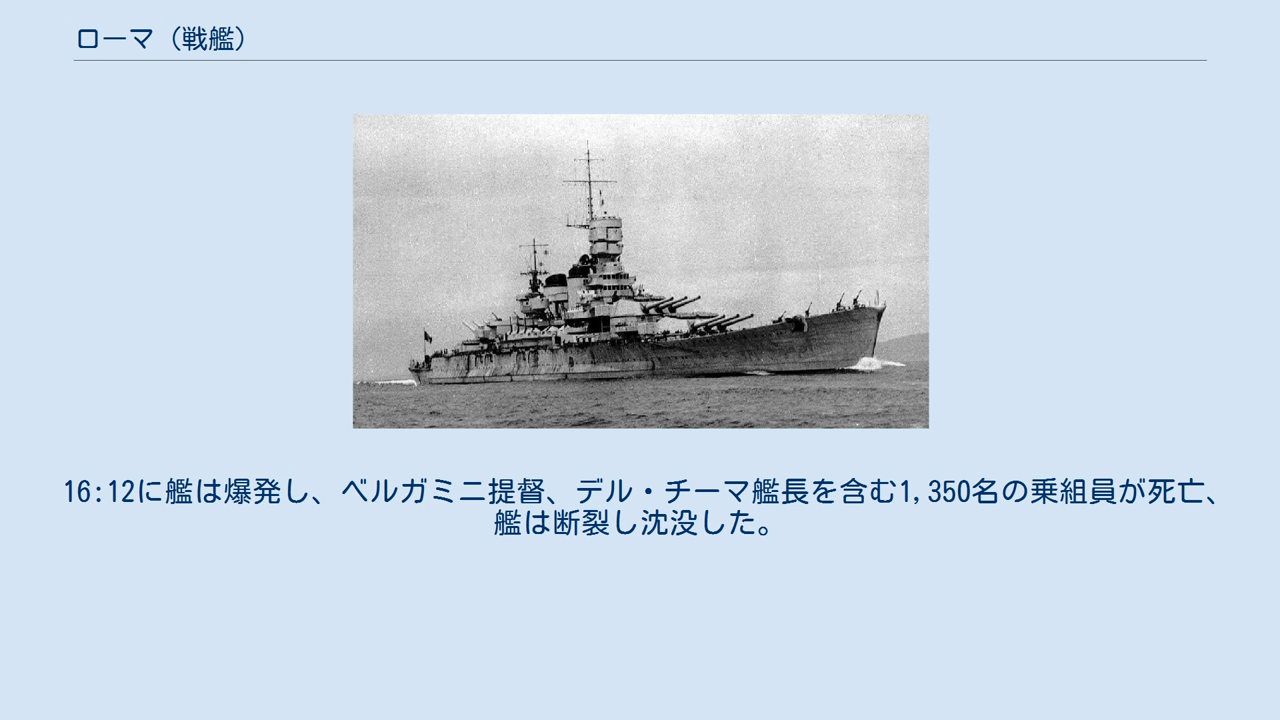 ローマ（戦艦）
16:12に艦は爆発し、ベルガミニ提督、デル・チーマ艦長を含む1,350名の乗組員が死亡、
艦は断裂し沈没した。